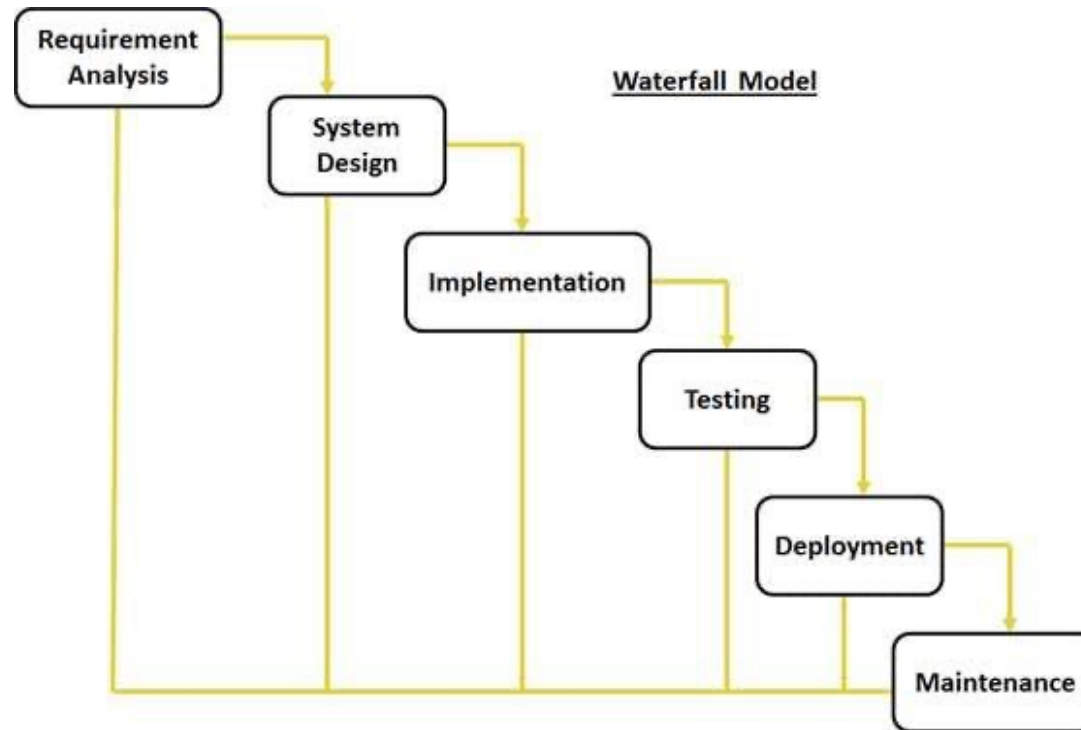 Requirement
Analysis
Waterfall Model
System
Design
Implementation
Testing
Deployment
Maintenance